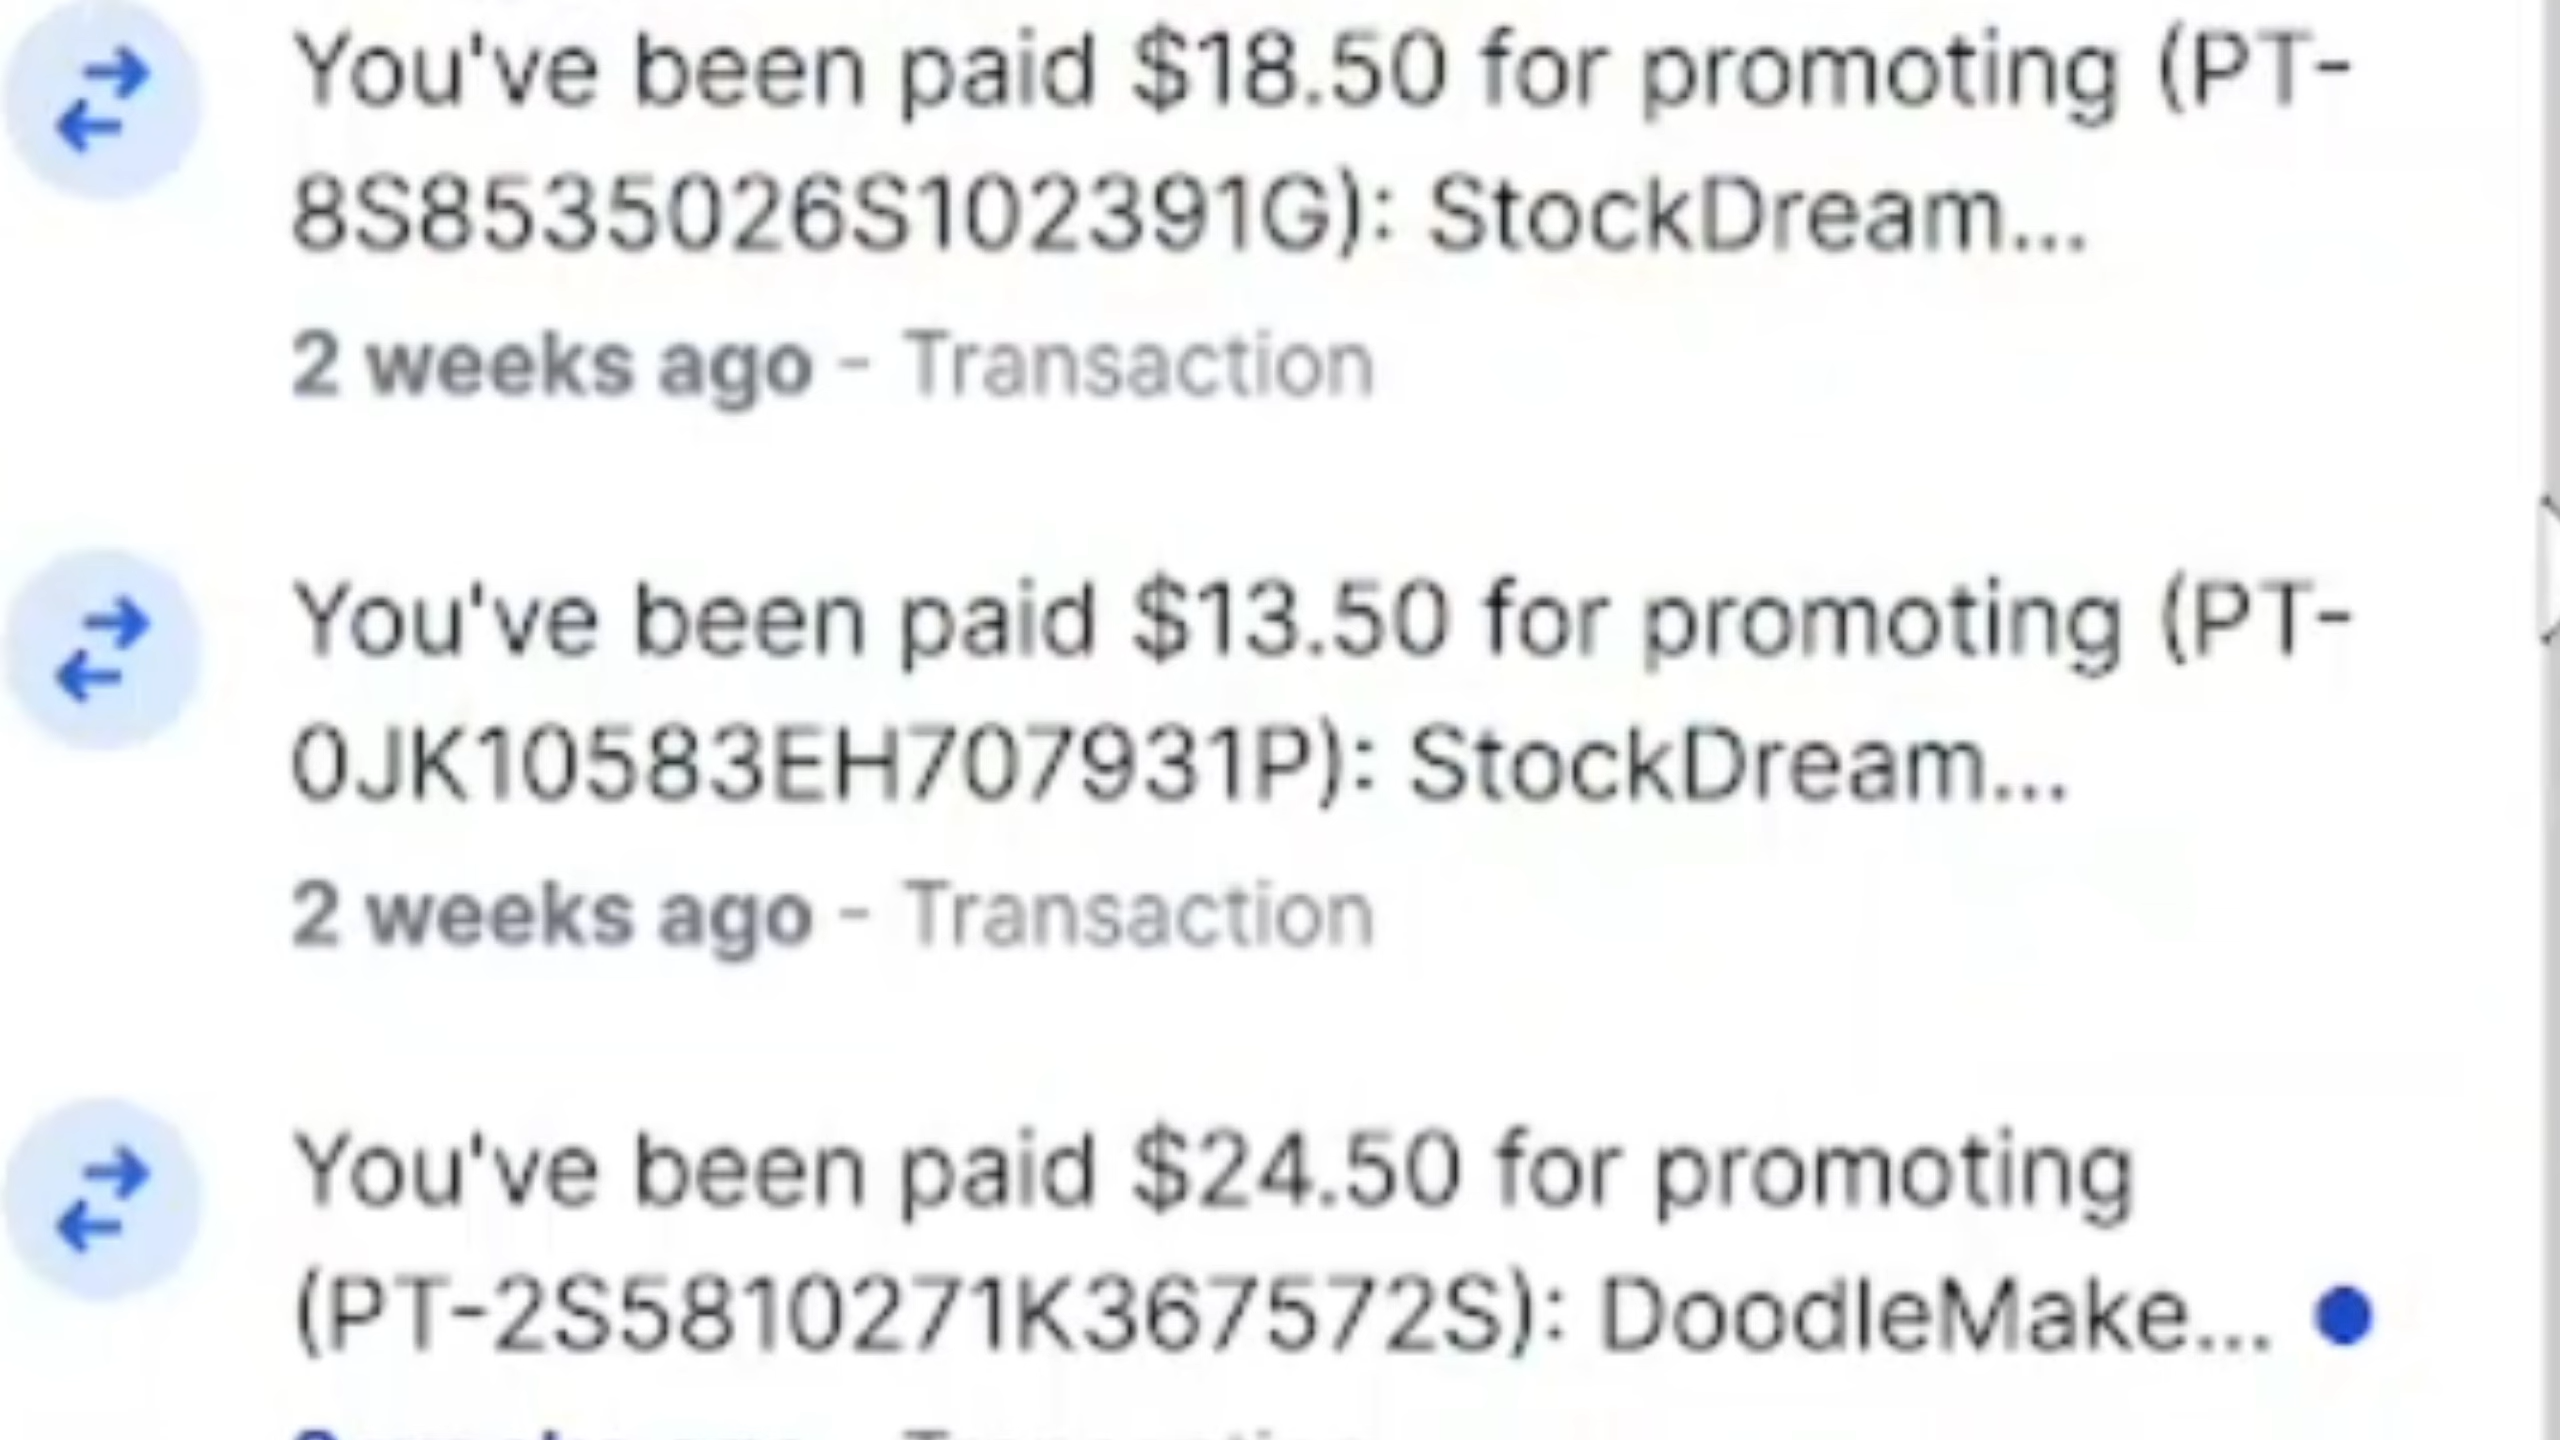 You've been paid $18.50 for promoting (PT-
8S8535026S102391G): StockDream...
2 weeks ago - Transaction
You've been paid $13.50 for promoting (PT-
0JK10583EH707931P): StockDream...
2 weeks ago - Transaction
You've been paid $24.50 for promoting
(PT-2S5810271K367572S): DoodleMake...